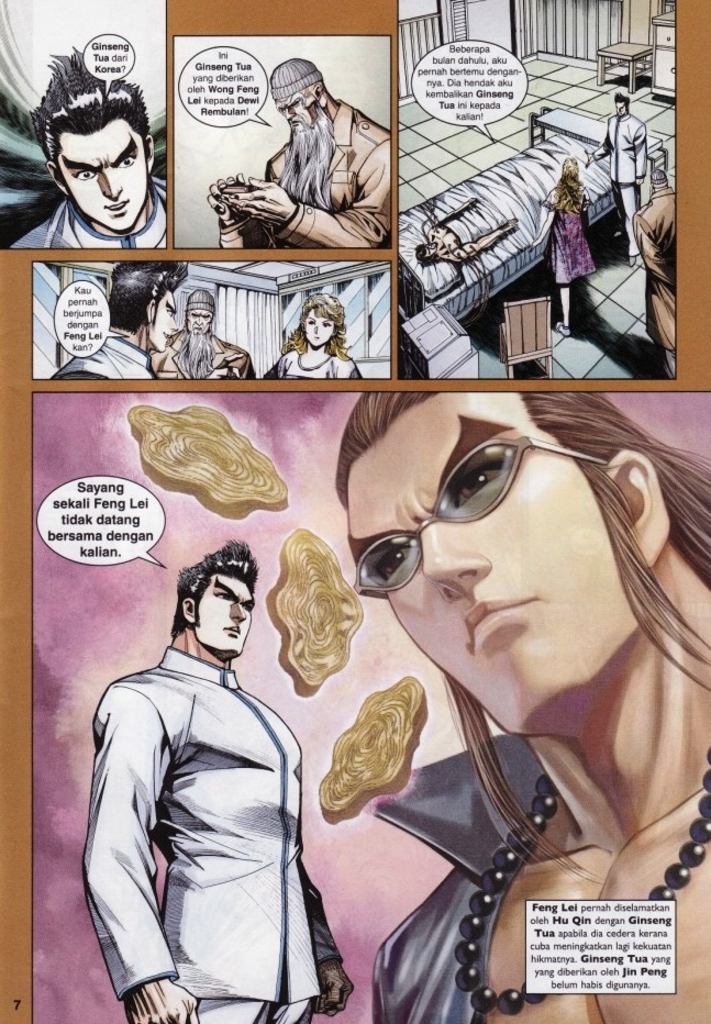 Ginseng
Tua dari
Korea?
Ini
Ginseng Tua
yang diberikan
oleh Wong Feng
Lei kepada Dewi
Rembulan!
Beberapa
bulan dahulu, aku
pernah bertemu dengan-
nya. Dia hendak aku
kembalikan Ginseng
Tua ini kepada
kalian!
Kau
pernah
berjumpa
dengan
Feng Lei
kan?
Sayang
sekali Feng Lei
tidak datang
bersama dengan
kalian.
Feng Lei pernah diselamatkan
oleh Hu Qin dengan Ginseng
Tua apabila dia cedera kerana
cuba meningkatkan lagi kekuatan
hikmatnya. Ginseng Tua yang
yang diberikan oleh Jin Peng
belum habis digunanya.
7